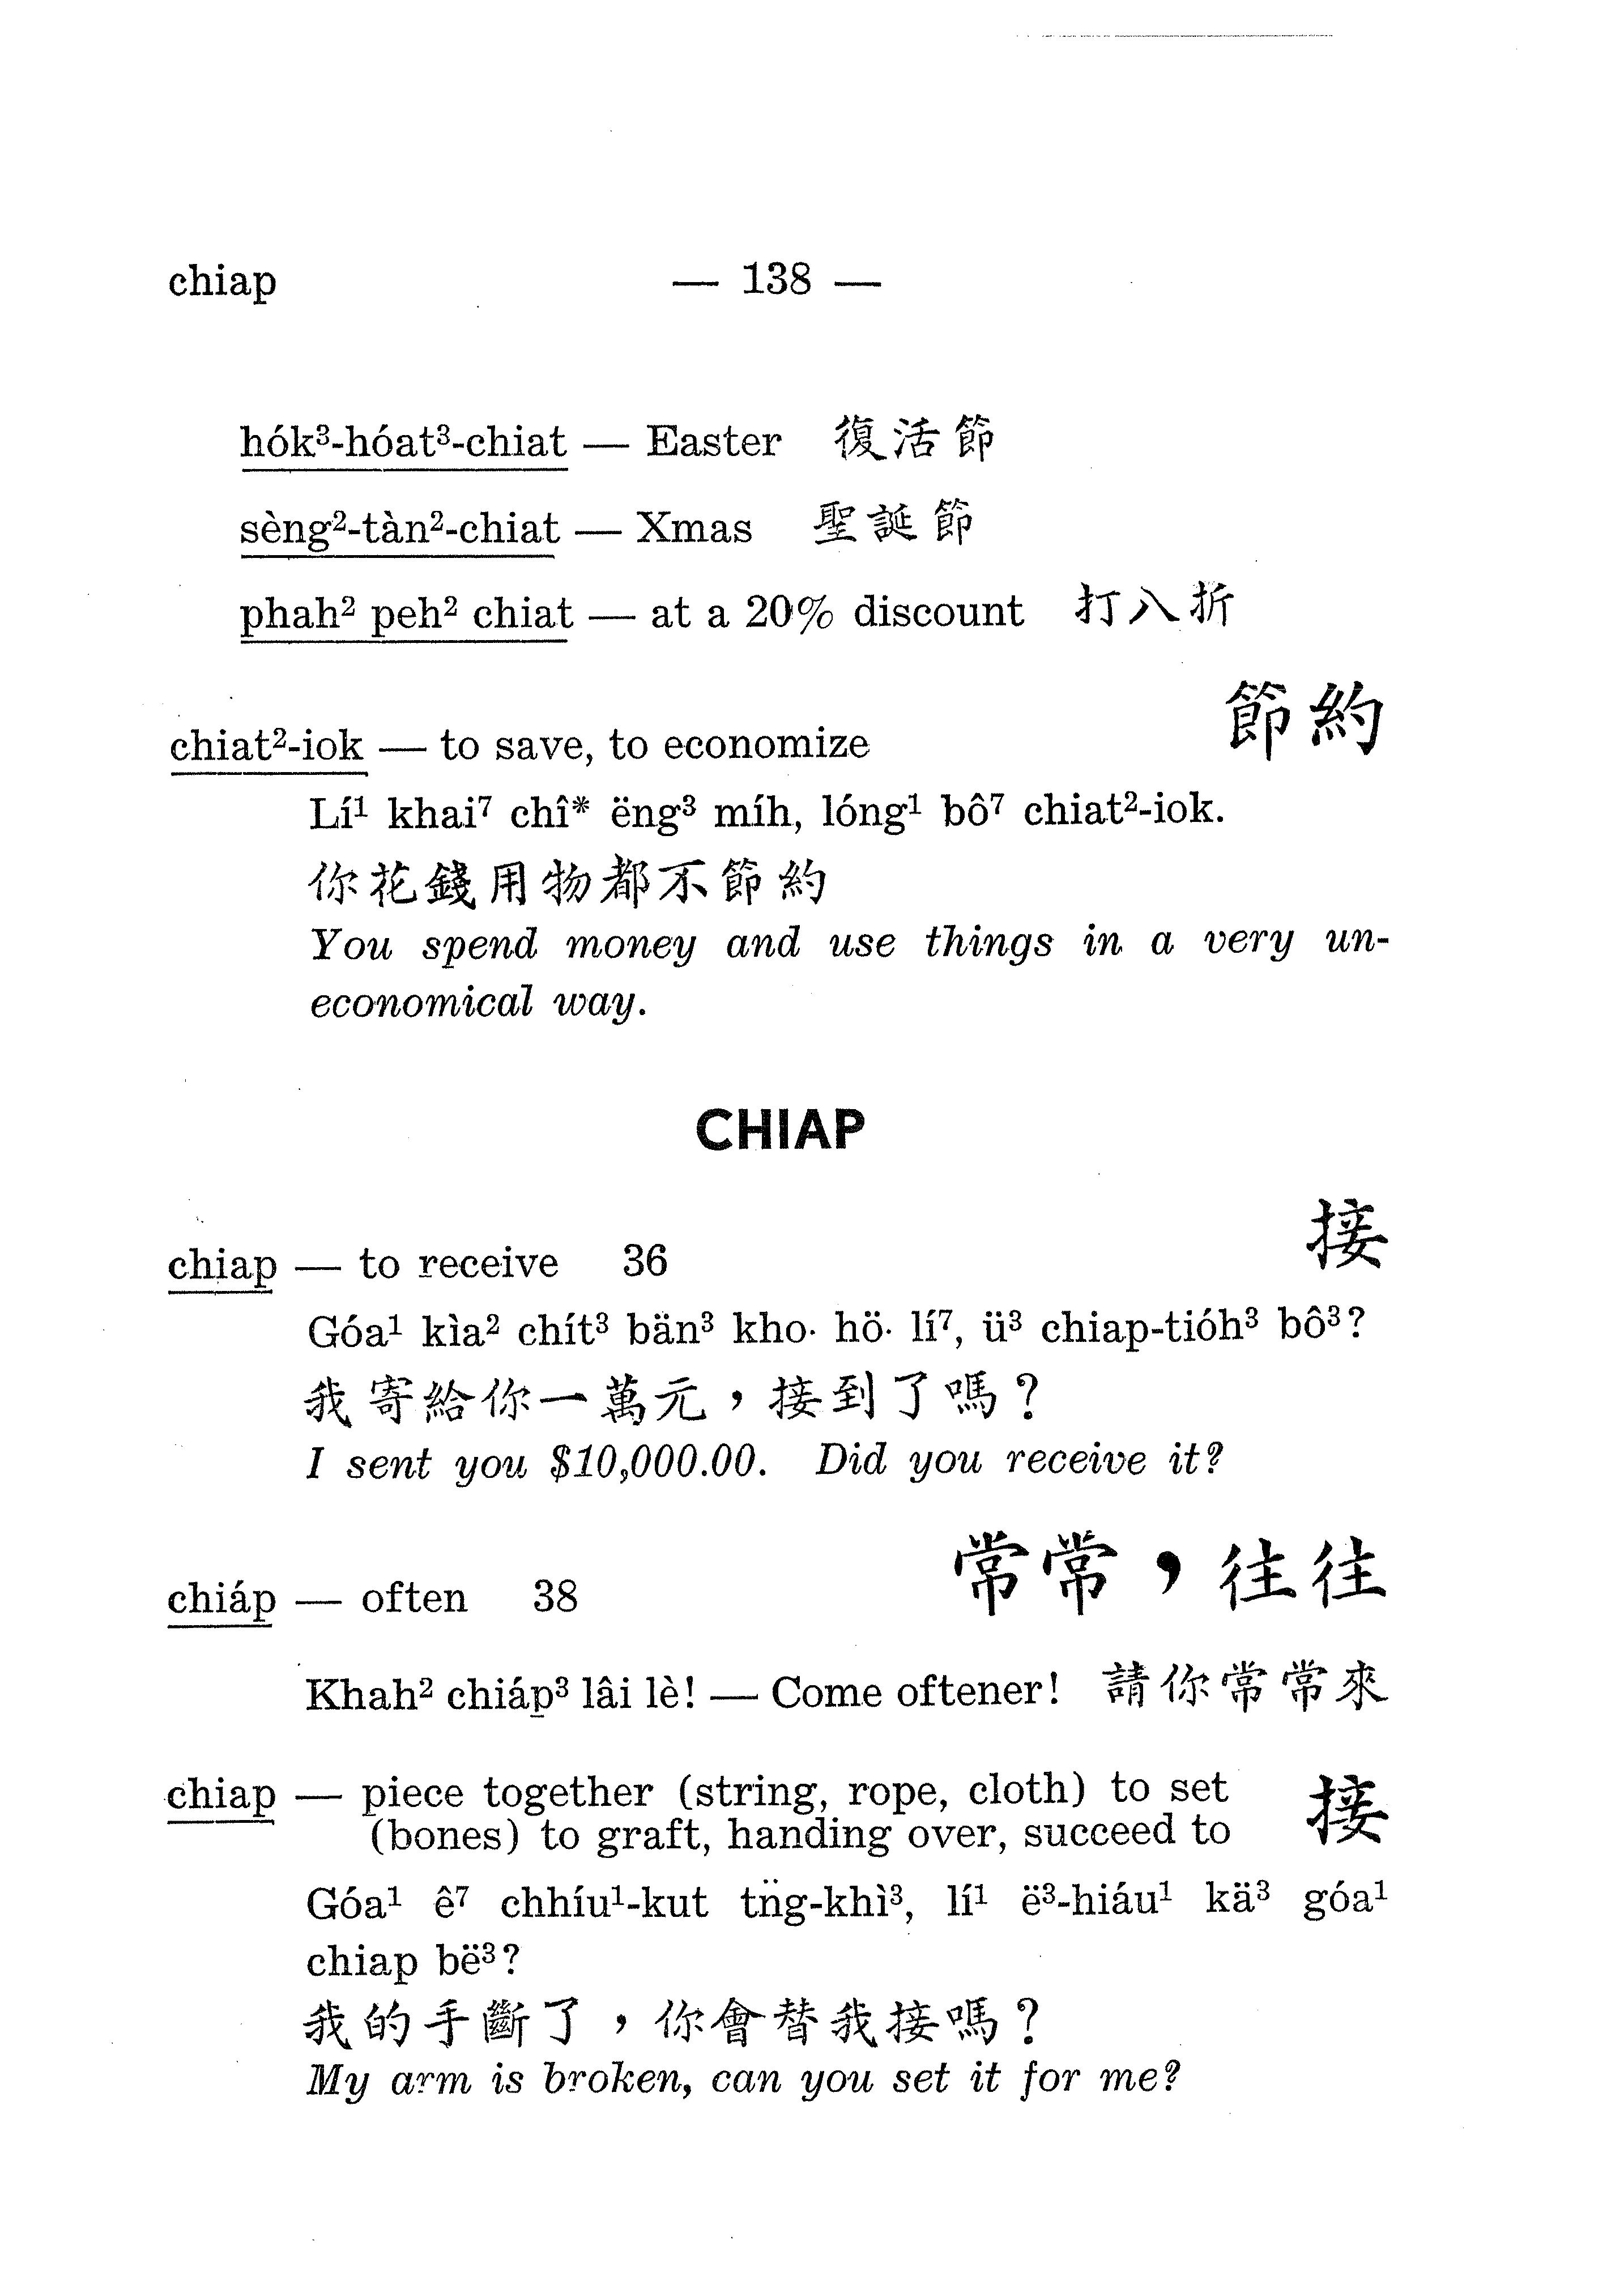 chiap — 138 —
hók³-hóat³-chiat — Easter 復活節
sèng²-tàn²-chiat — Xmas 聖誕節
phah² peh² chiat — at a 20% discount 打八折
chiat²-iok — to save, to economize 節約
Lí¹ khai⁷ chî* ëng³ míh, lóng¹ bô⁷ chiat²-iok.
你花錢用物都不節約
You spend money and use things in a very un-
economical way.
CHIAP
chiap — to receive 36 接
Góa¹ kìa² chít³ bän³ kho· hö· lí⁷, ü³ chiap-tióh³ bô³?
我寄給你一萬元，接到了嗎？
I sent you $10,000.00. Did you receive it?
chiáp — often 38 常常，往往
Khah² chiáp³ lâi lè! — Come oftener! 請你常常來
chiap — piece together (string, rope, cloth) to set 接
(bones) to graft, handing over, succeed to
Góa¹ ê⁷ chhíu¹-kut tn̈g-khì³, lí¹ ë³-hiáu¹ kä³ góa¹
chiap bë³?
我的手斷了，你會替我接嗎？
My arm is broken, can you set it for me?